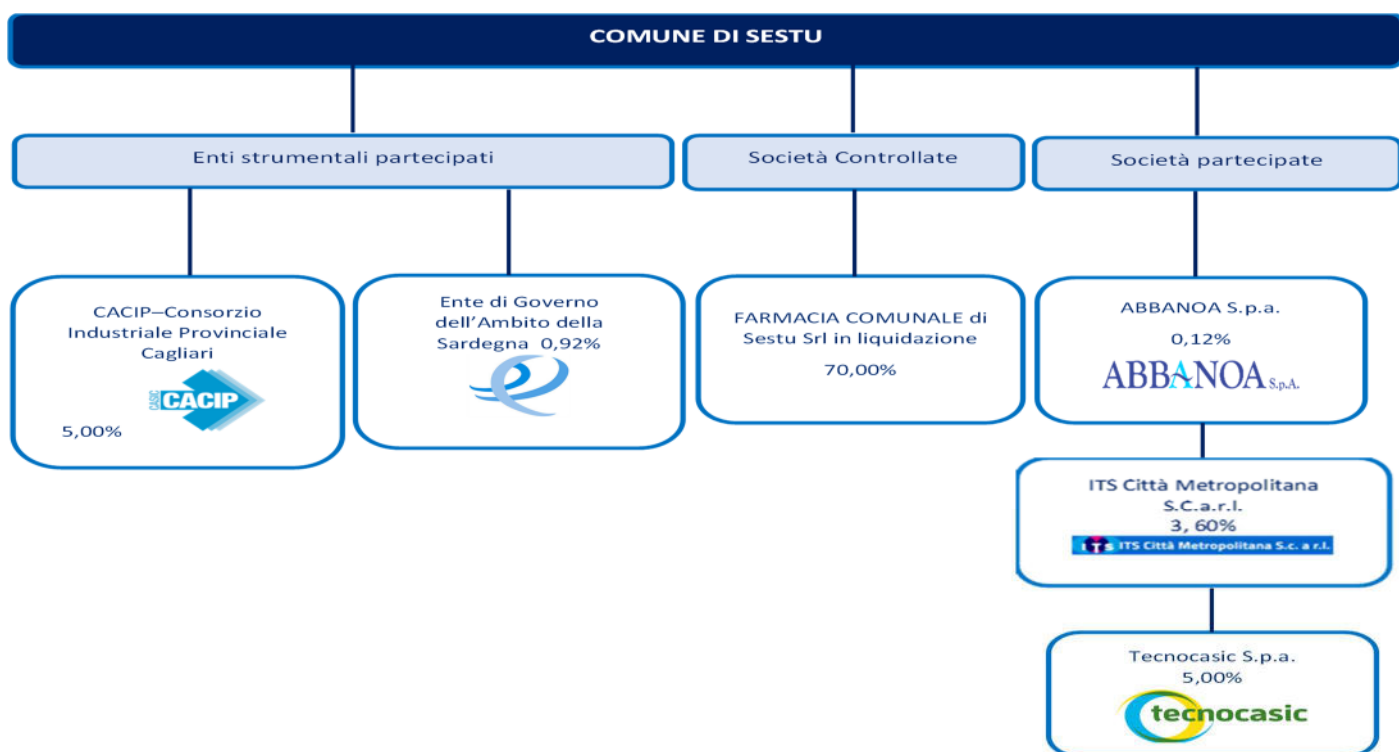 COMUNE DI SESTU
Enti strumentali partecipati
Società Controllate
Società partecipate
CACIP–Consorzio
Industriale Provinciale
Cagliari
CASIC
CACIP
5,00%
Ente di Governo
dell’Ambito della
Sardegna 0,92%
FARMACIA COMUNALE di
Sestu Srl in liquidazione
70,00%
ABBANOA S.p.a.
0,12%
ABBANOA S.p.A.
ITS Città Metropolitana
S.C.a.r.l.
3, 60%
ITS ITS Città Metropolitana S.c. a r.l.
Tecnocasic S.p.a.
5,00%
tecnocasic